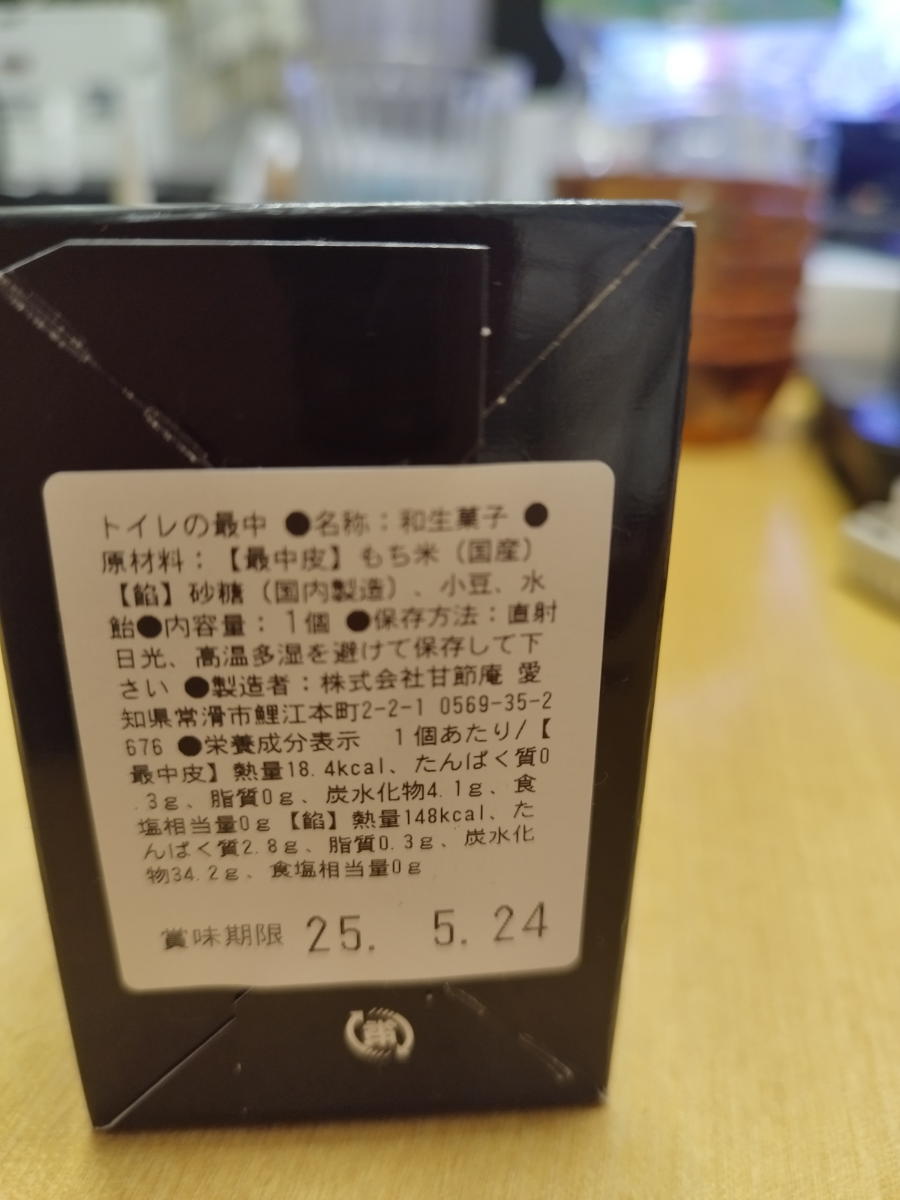 トイレの最中 ●名称：和生菓子 ●
原材料：【最中皮】もち米（国産）
【餡】砂糖（国内製造）、小豆、水
飴●内容量：1個 ●保存方法：直射
日光、高温多湿を避けて保存して下
さい ●製造者：株式会社甘節庵 愛
知県常滑市鯉江本町2-2-1 0569-35-2
676 ●栄養成分表示 1個あたり/【
最中皮】熱量18.4kcal、たんぱく質0
.3g、脂質0g、炭水化物4.1g、食
塩相当量0g【餡】熱量148kcal、た
んぱく質2.8g、脂質0.3g、炭水化
物34.2g、食塩相当量0g
賞味期限 25. 5.24
紙